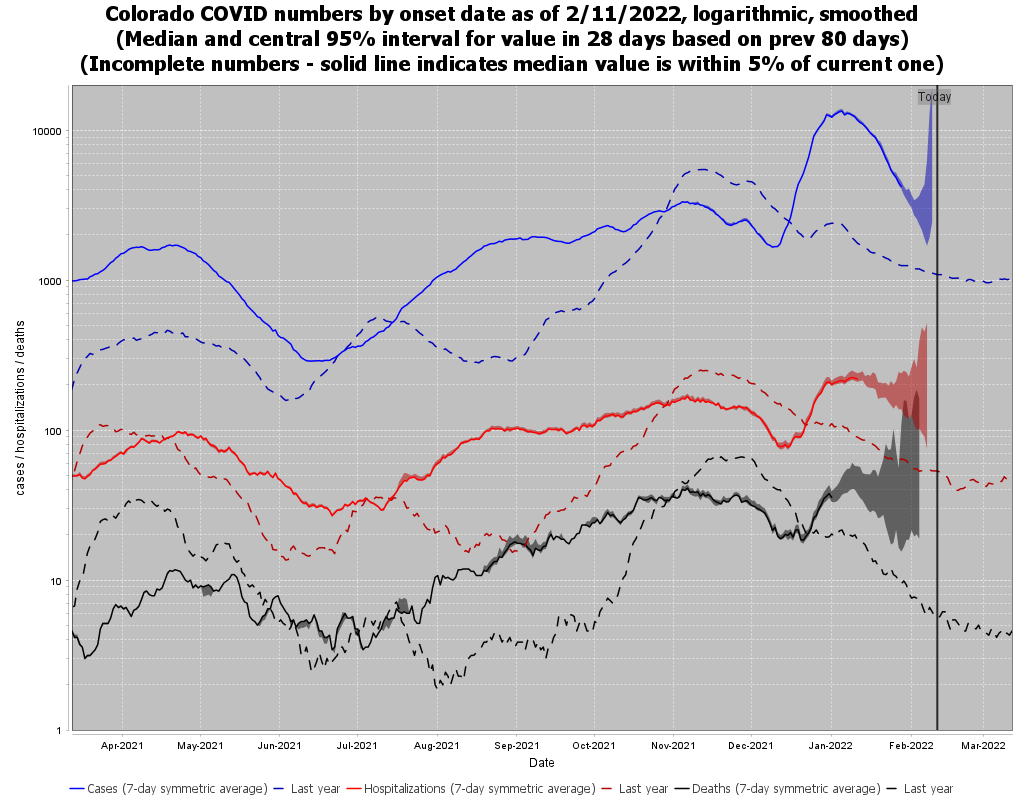 Colorado COVID numbers by onset date as of 2/11/2022, logarithmic, smoothed
(Median and central 95% interval for value in 28 days based on prev 80 days)
(Incomplete numbers - solid line indicates median value is within 5% of current one)
Today
10000
1000
100
10
1
cases / hospitalizations / deaths
Apr-2021 May-2021 Jun-2021 Jul-2021 Aug-2021 Sep-2021 Oct-2021 Nov-2021 Dec-2021 Jan-2022 Feb-2022 Mar-2022
Date
Cases (7-day symmetric average) Last year Hospitalizations (7-day symmetric average) Last year Deaths (7-day symmetric average) Last year